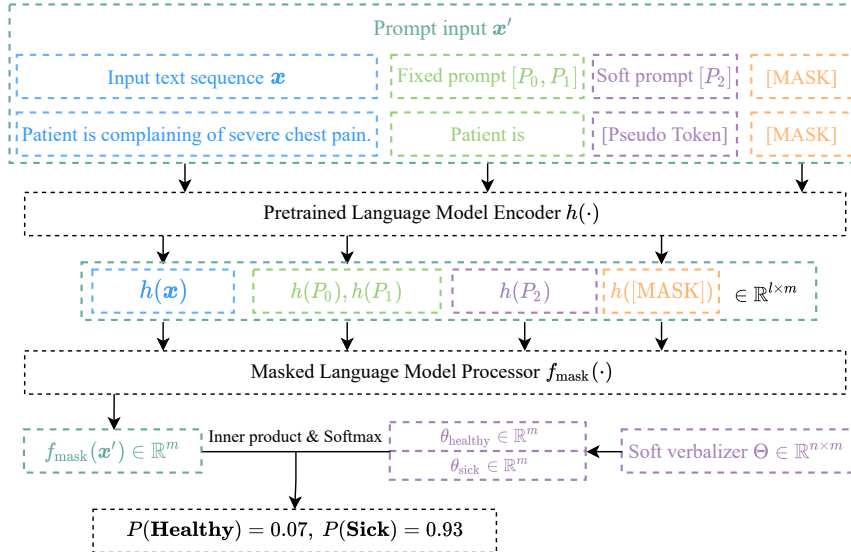 Prompt input x′
Input text sequence x
Fixed prompt [P₀, P₁]
Soft prompt [P₂]
[MASK]
Patient is complaining of severe chest pain.
Patient is
[Pseudo Token]
[MASK]
Pretrained Language Model Encoder h(·)
h(x)
h(P₀), h(P₁)
h(P₂)
h([MASK])
∈ ℝ^{l×m}
Masked Language Model Processor f_mask(·)
f_mask(x′) ∈ ℝ^m
Inner product & Softmax
θ_healthy ∈ ℝ^m
θ_sick ∈ ℝ^m
Soft verbalizer Θ ∈ ℝ^{n×m}
P(Healthy) = 0.07, P(Sick) = 0.93